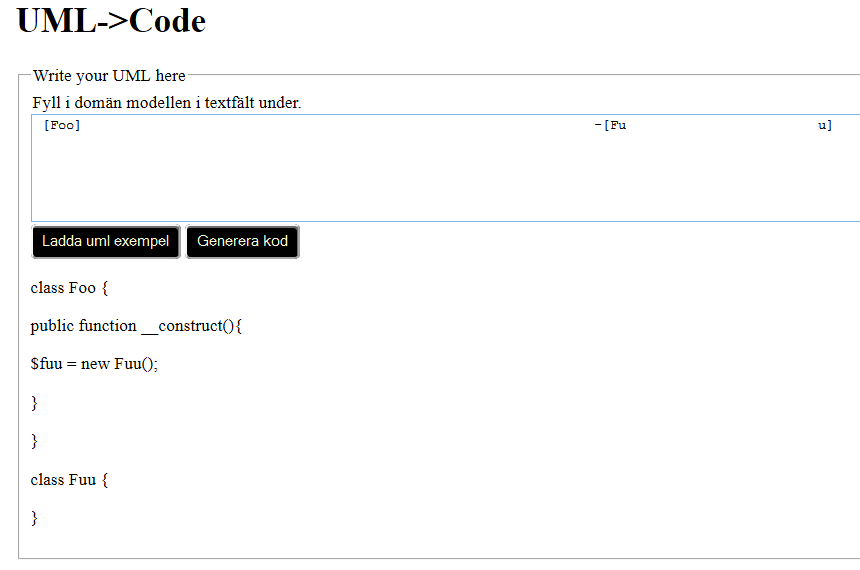 UML->Code
Write your UML here
Fyll i domän modellen i textfält under.
[Foo] -[Fu u]
Ladda uml exempel Generera kod
class Foo {
public function __construct(){
$fuu = new Fuu();
}
}
class Fuu {
}